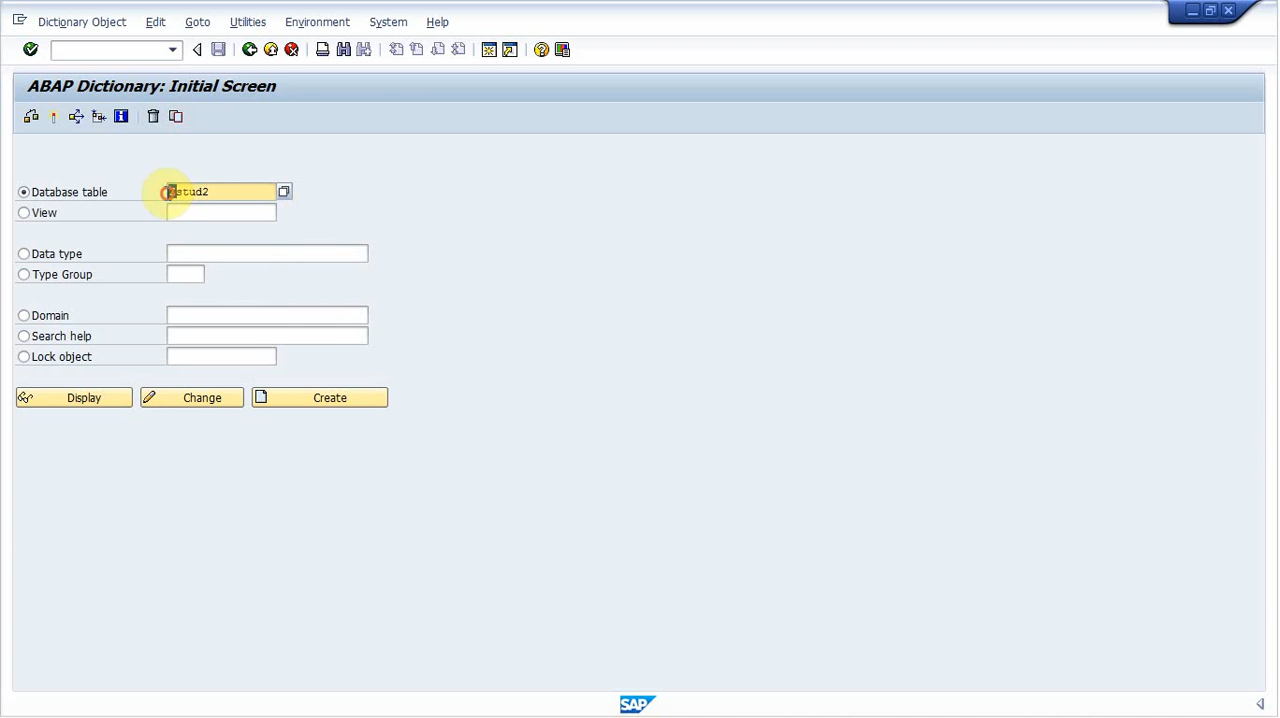 Dictionary Object Edit Goto Utilities Environment System Help
ABAP Dictionary: Initial Screen
Database table
View
Data type
Type Group
Domain
Search help
Lock object
Display Change Create
SAP